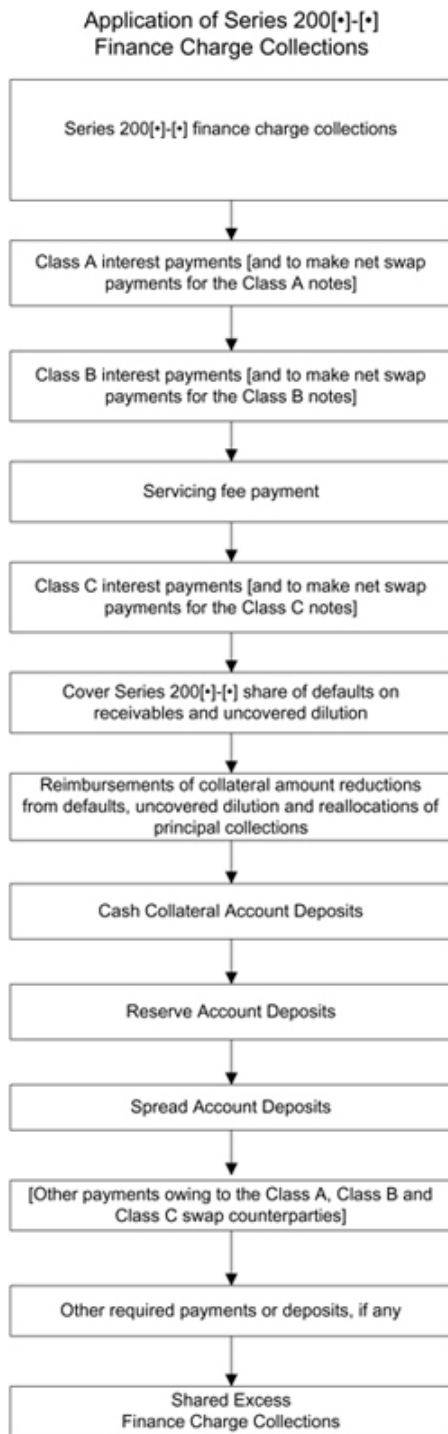 Application of Series 200[•]-[•]
Finance Charge Collections
Series 200[•]-[•] finance charge collections
Class A interest payments [and to make net swap
payments for the Class A notes]
Class B interest payments [and to make net swap
payments for the Class B notes]
Servicing fee payment
Class C interest payments [and to make net swap
payments for the Class C notes]
Cover Series 200[•]-[•] share of defaults on
receivables and uncovered dilution
Reimbursements of collateral amount reductions
from defaults, uncovered dilution and reallocations of
principal collections
Cash Collateral Account Deposits
Reserve Account Deposits
Spread Account Deposits
[Other payments owing to the Class A, Class B and
Class C swap counterparties]
Other required payments or deposits, if any
Shared Excess
Finance Charge Collections